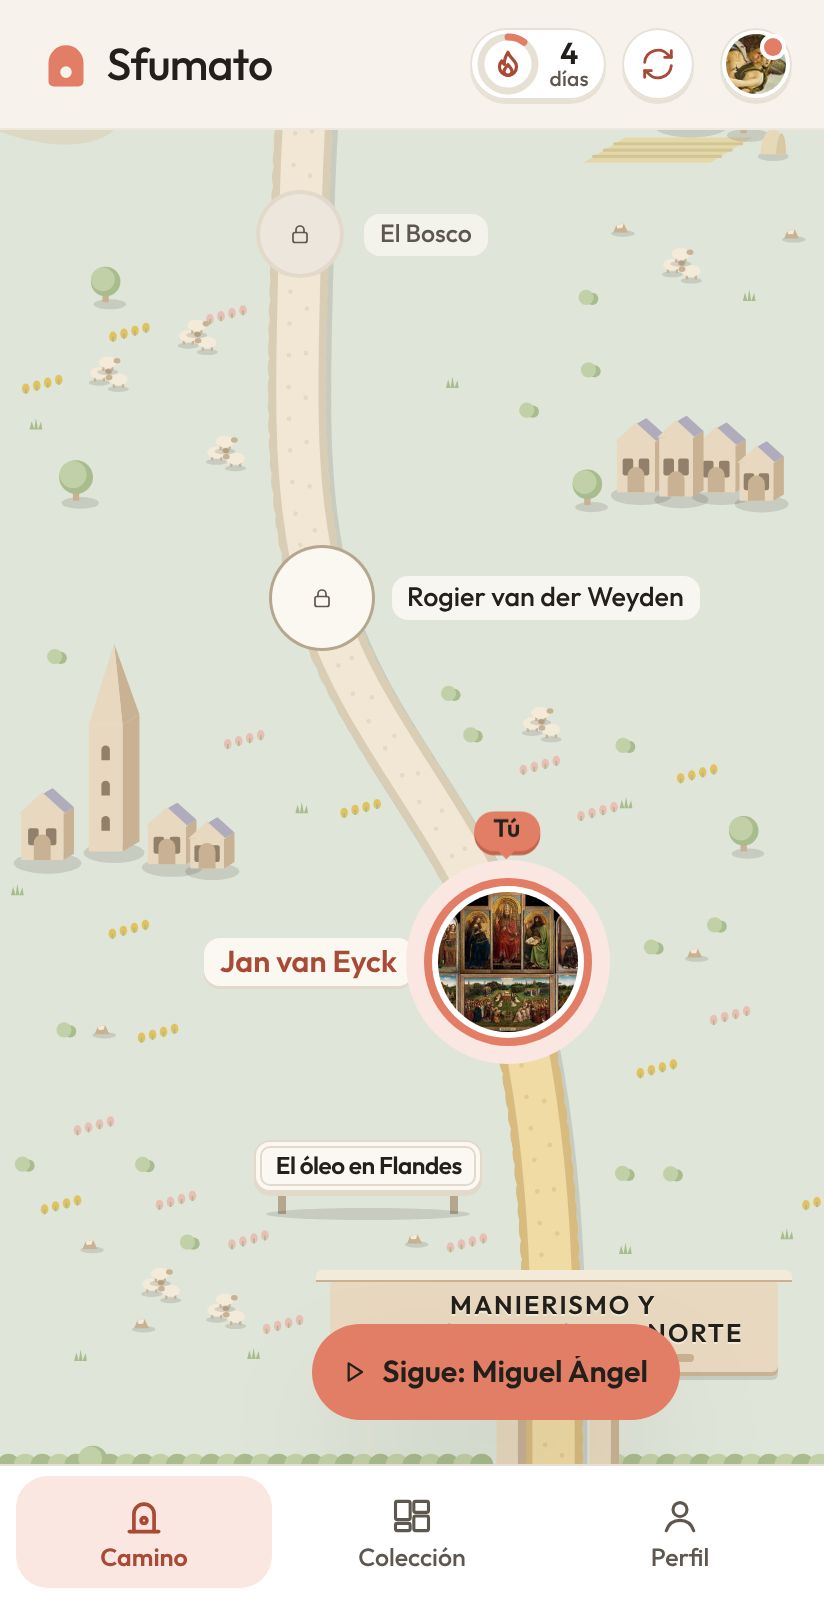 Sfumato
4
días
El Bosco
Rogier van der Weyden
Tú
Jan van Eyck
El óleo en Flandes
MANIERISMO Y
NORTE
Sigue: Miguel Ángel
Camino
Colección
Perfil